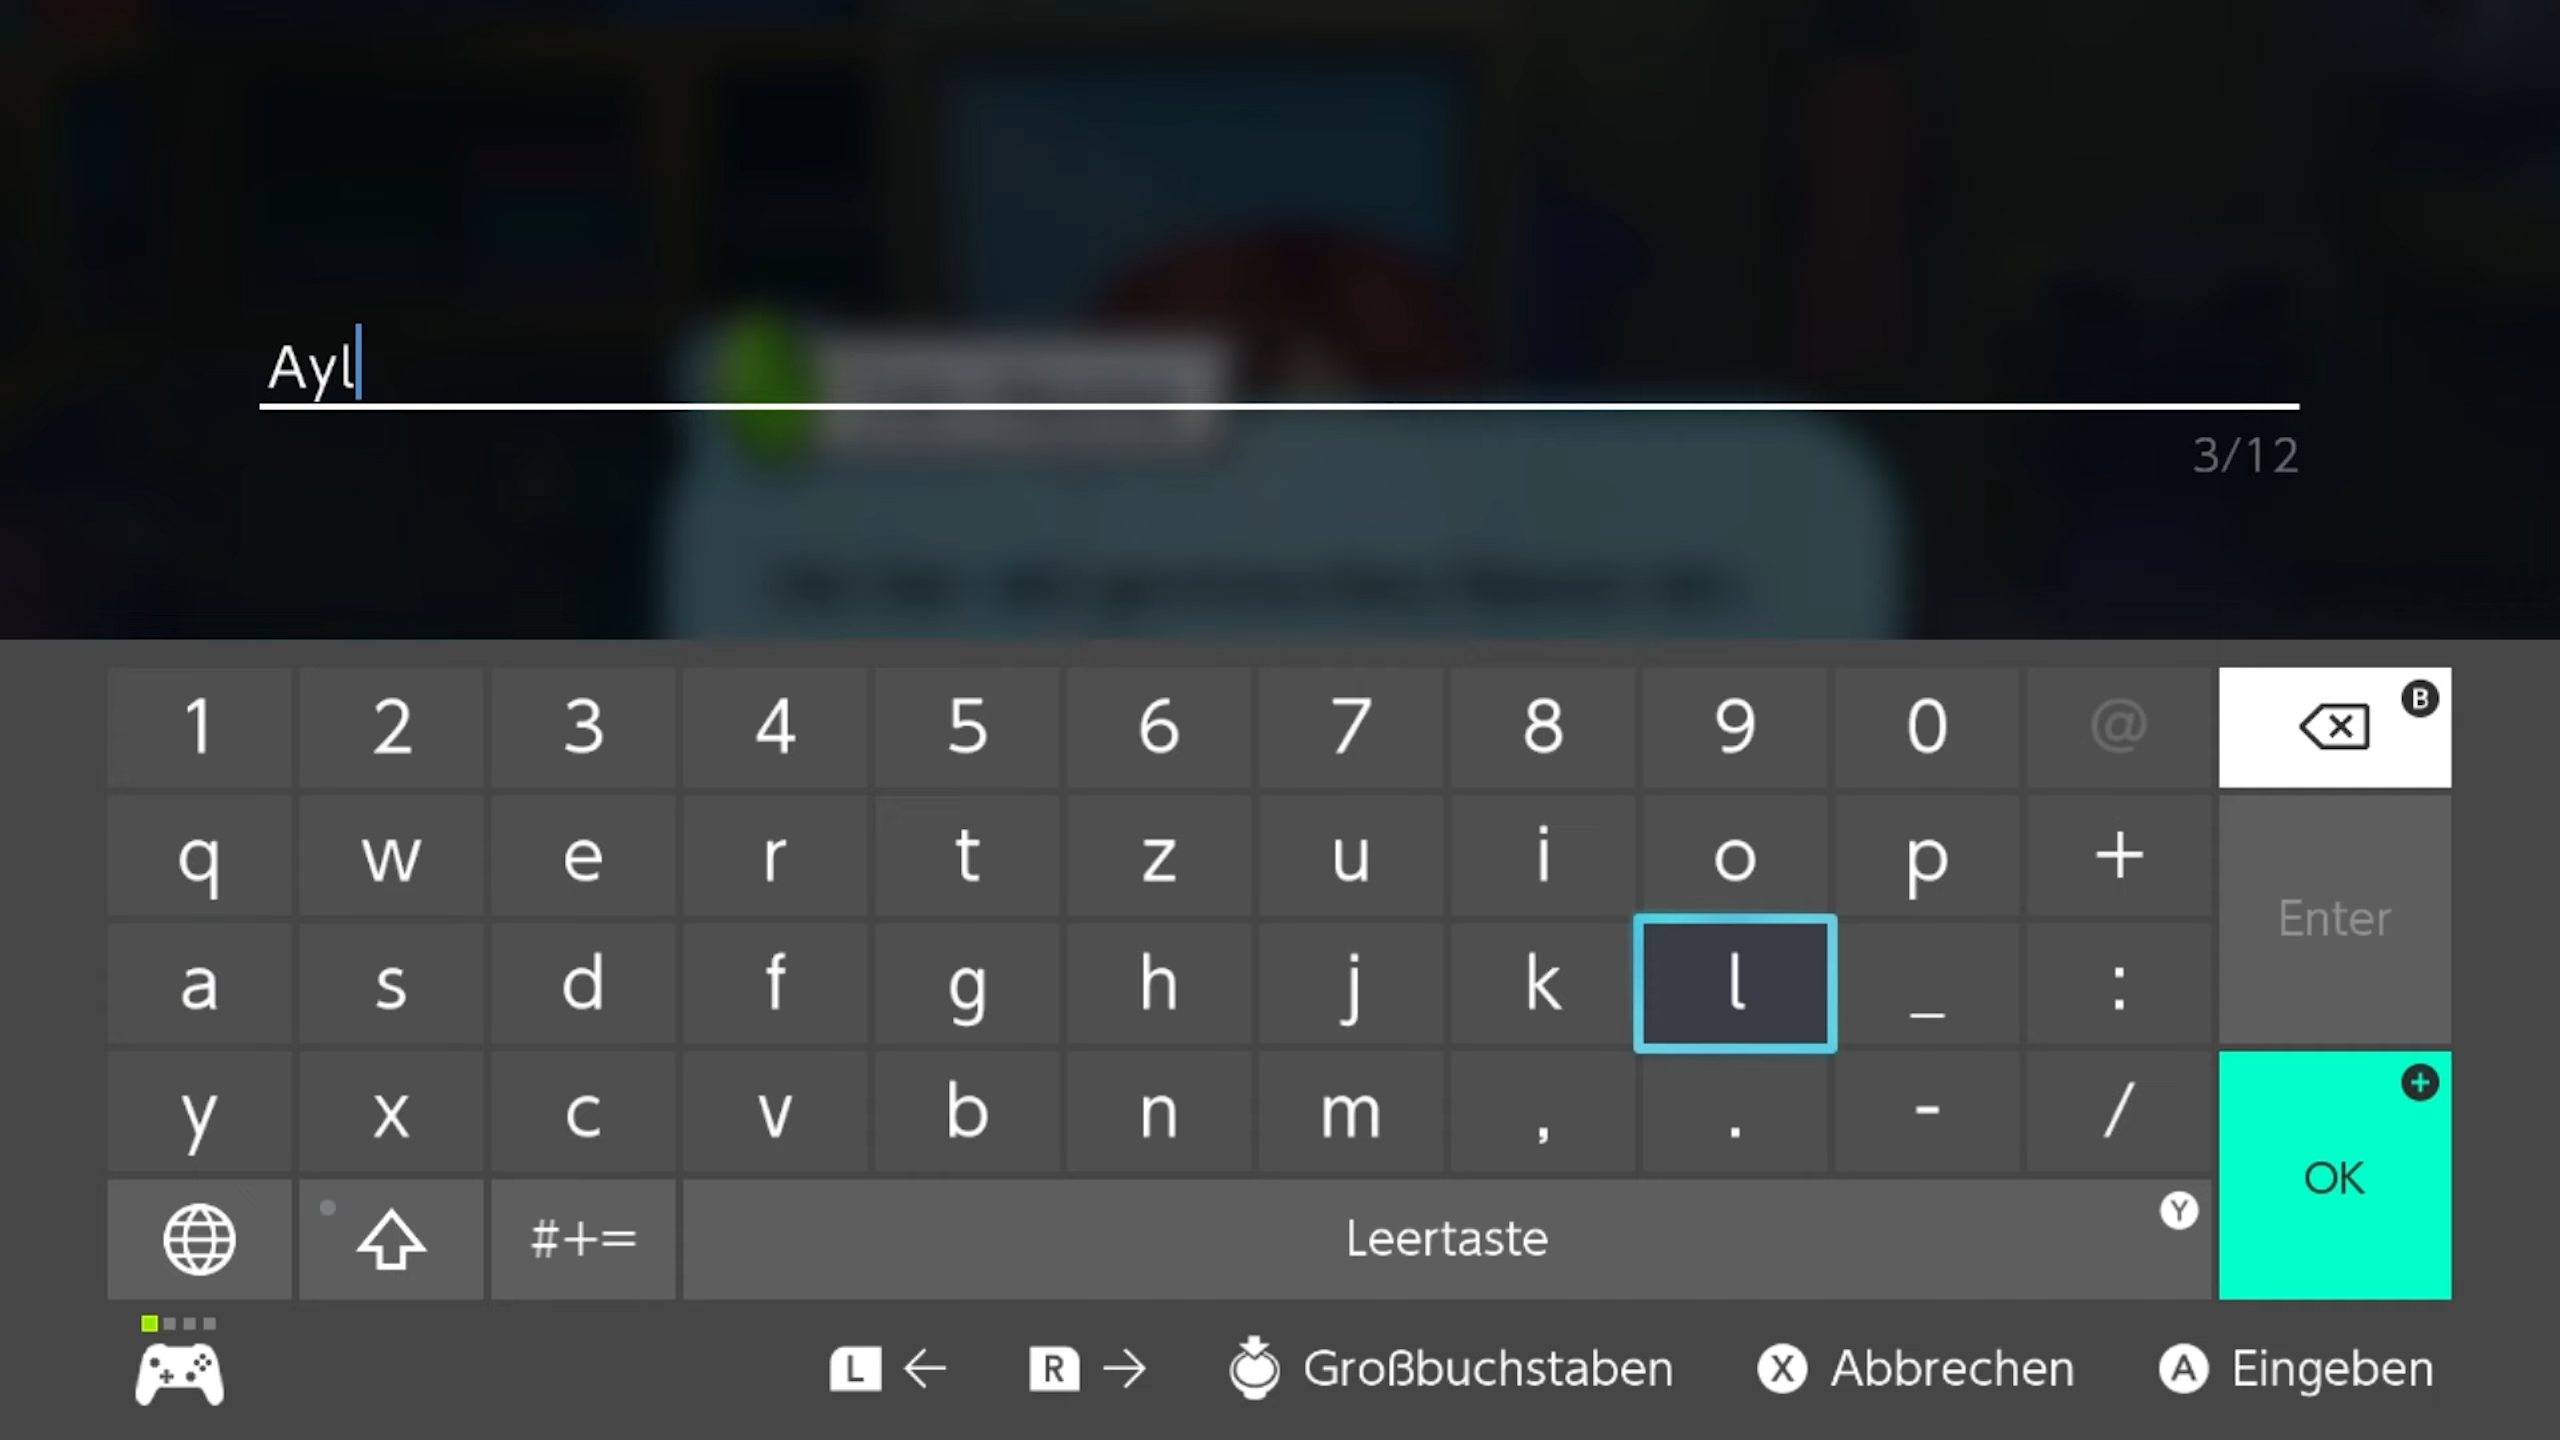 Ayl
3/12
1 2 3 4 5 6 7 8 9 0 @ B
q w e r t z u i o p +
Enter
a s d f g h j k l _ :
y x c v b n m , . - / +
OK
#+= Leertaste Y
L ← R → Großbuchstaben X Abbrechen A Eingeben